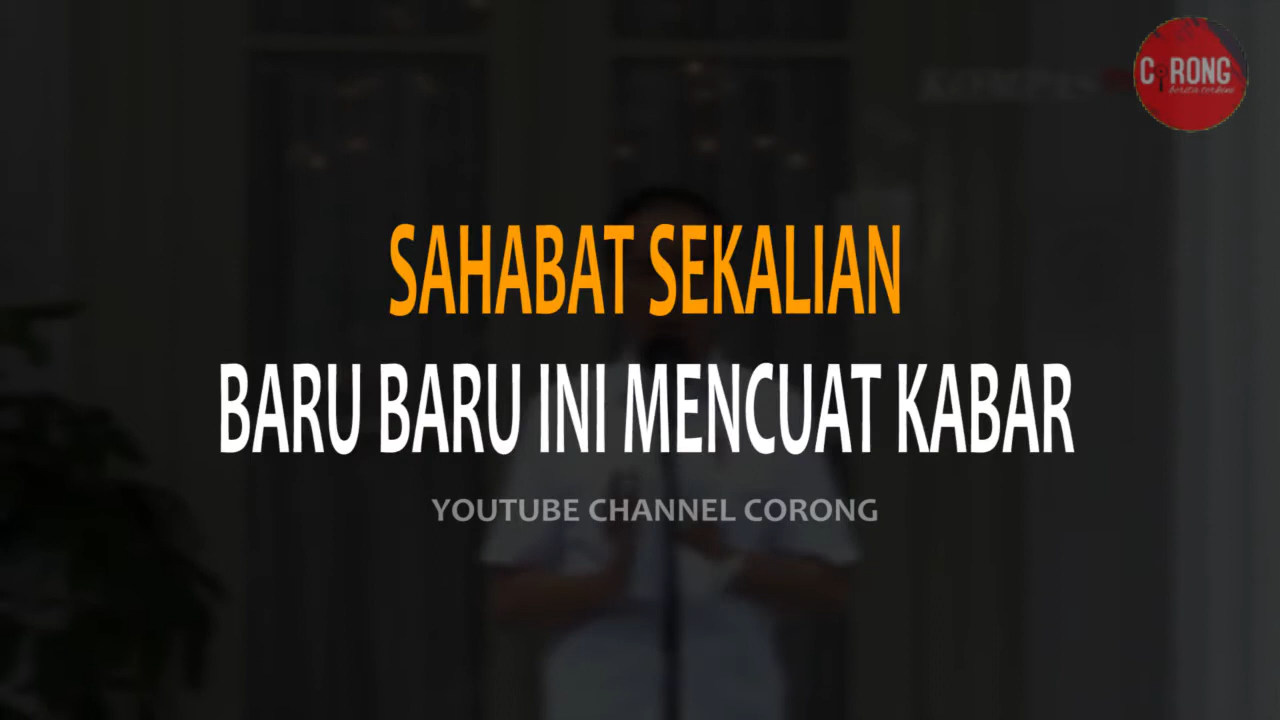 CORONG
SAHABAT SEKALIAN
BARU BARU INI MENCUAT KABAR
YOUTUBE CHANNEL CORONG